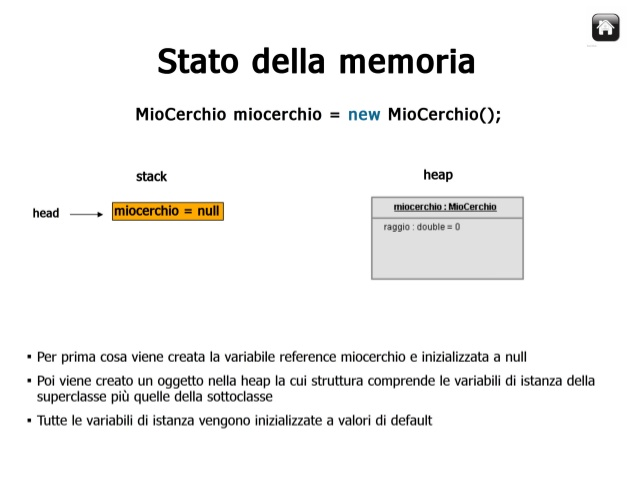 Stato della memoria
MioCerchio miocerchio = new MioCerchio();
stack
heap
head
miocerchio = null
miocerchio : MioCerchio
raggio : double = 0
▪ Per prima cosa viene creata la variabile reference miocerchio e inizializzata a null
▪ Poi viene creato un oggetto nella heap la cui struttura comprende le variabili di istanza della
superclasse più quelle della sottoclasse
▪ Tutte le variabili di istanza vengono inizializzate a valori di default